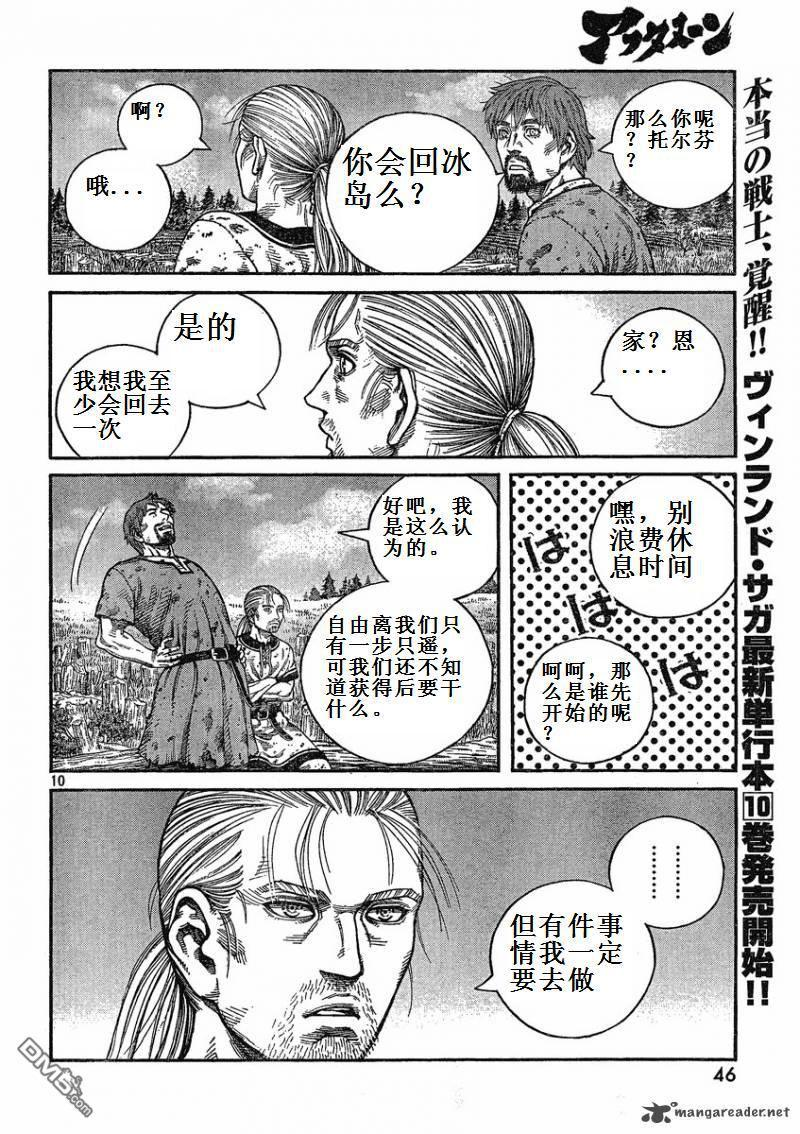 アフタヌーン
本当の戦士、覚醒!! ヴィンランド・サガ最新単行本10巻発売開始!!
那么你呢
?托尔芬
?
你会回冰
岛么?
啊?
哦...
家?恩
....
是的
我想我至
少会回去
一次
嘿,别
浪费时间
休息
は
は
は
呵呵,那
么是谁先
开始的呢
?
好吧,我
是这么认
为的。
自由离我们只
有一步只遥,
可我们还不知
道获得后要干
什么。
10
………
………
但有件事
情我一定
要去做
46
DM5.com
mangareader.net